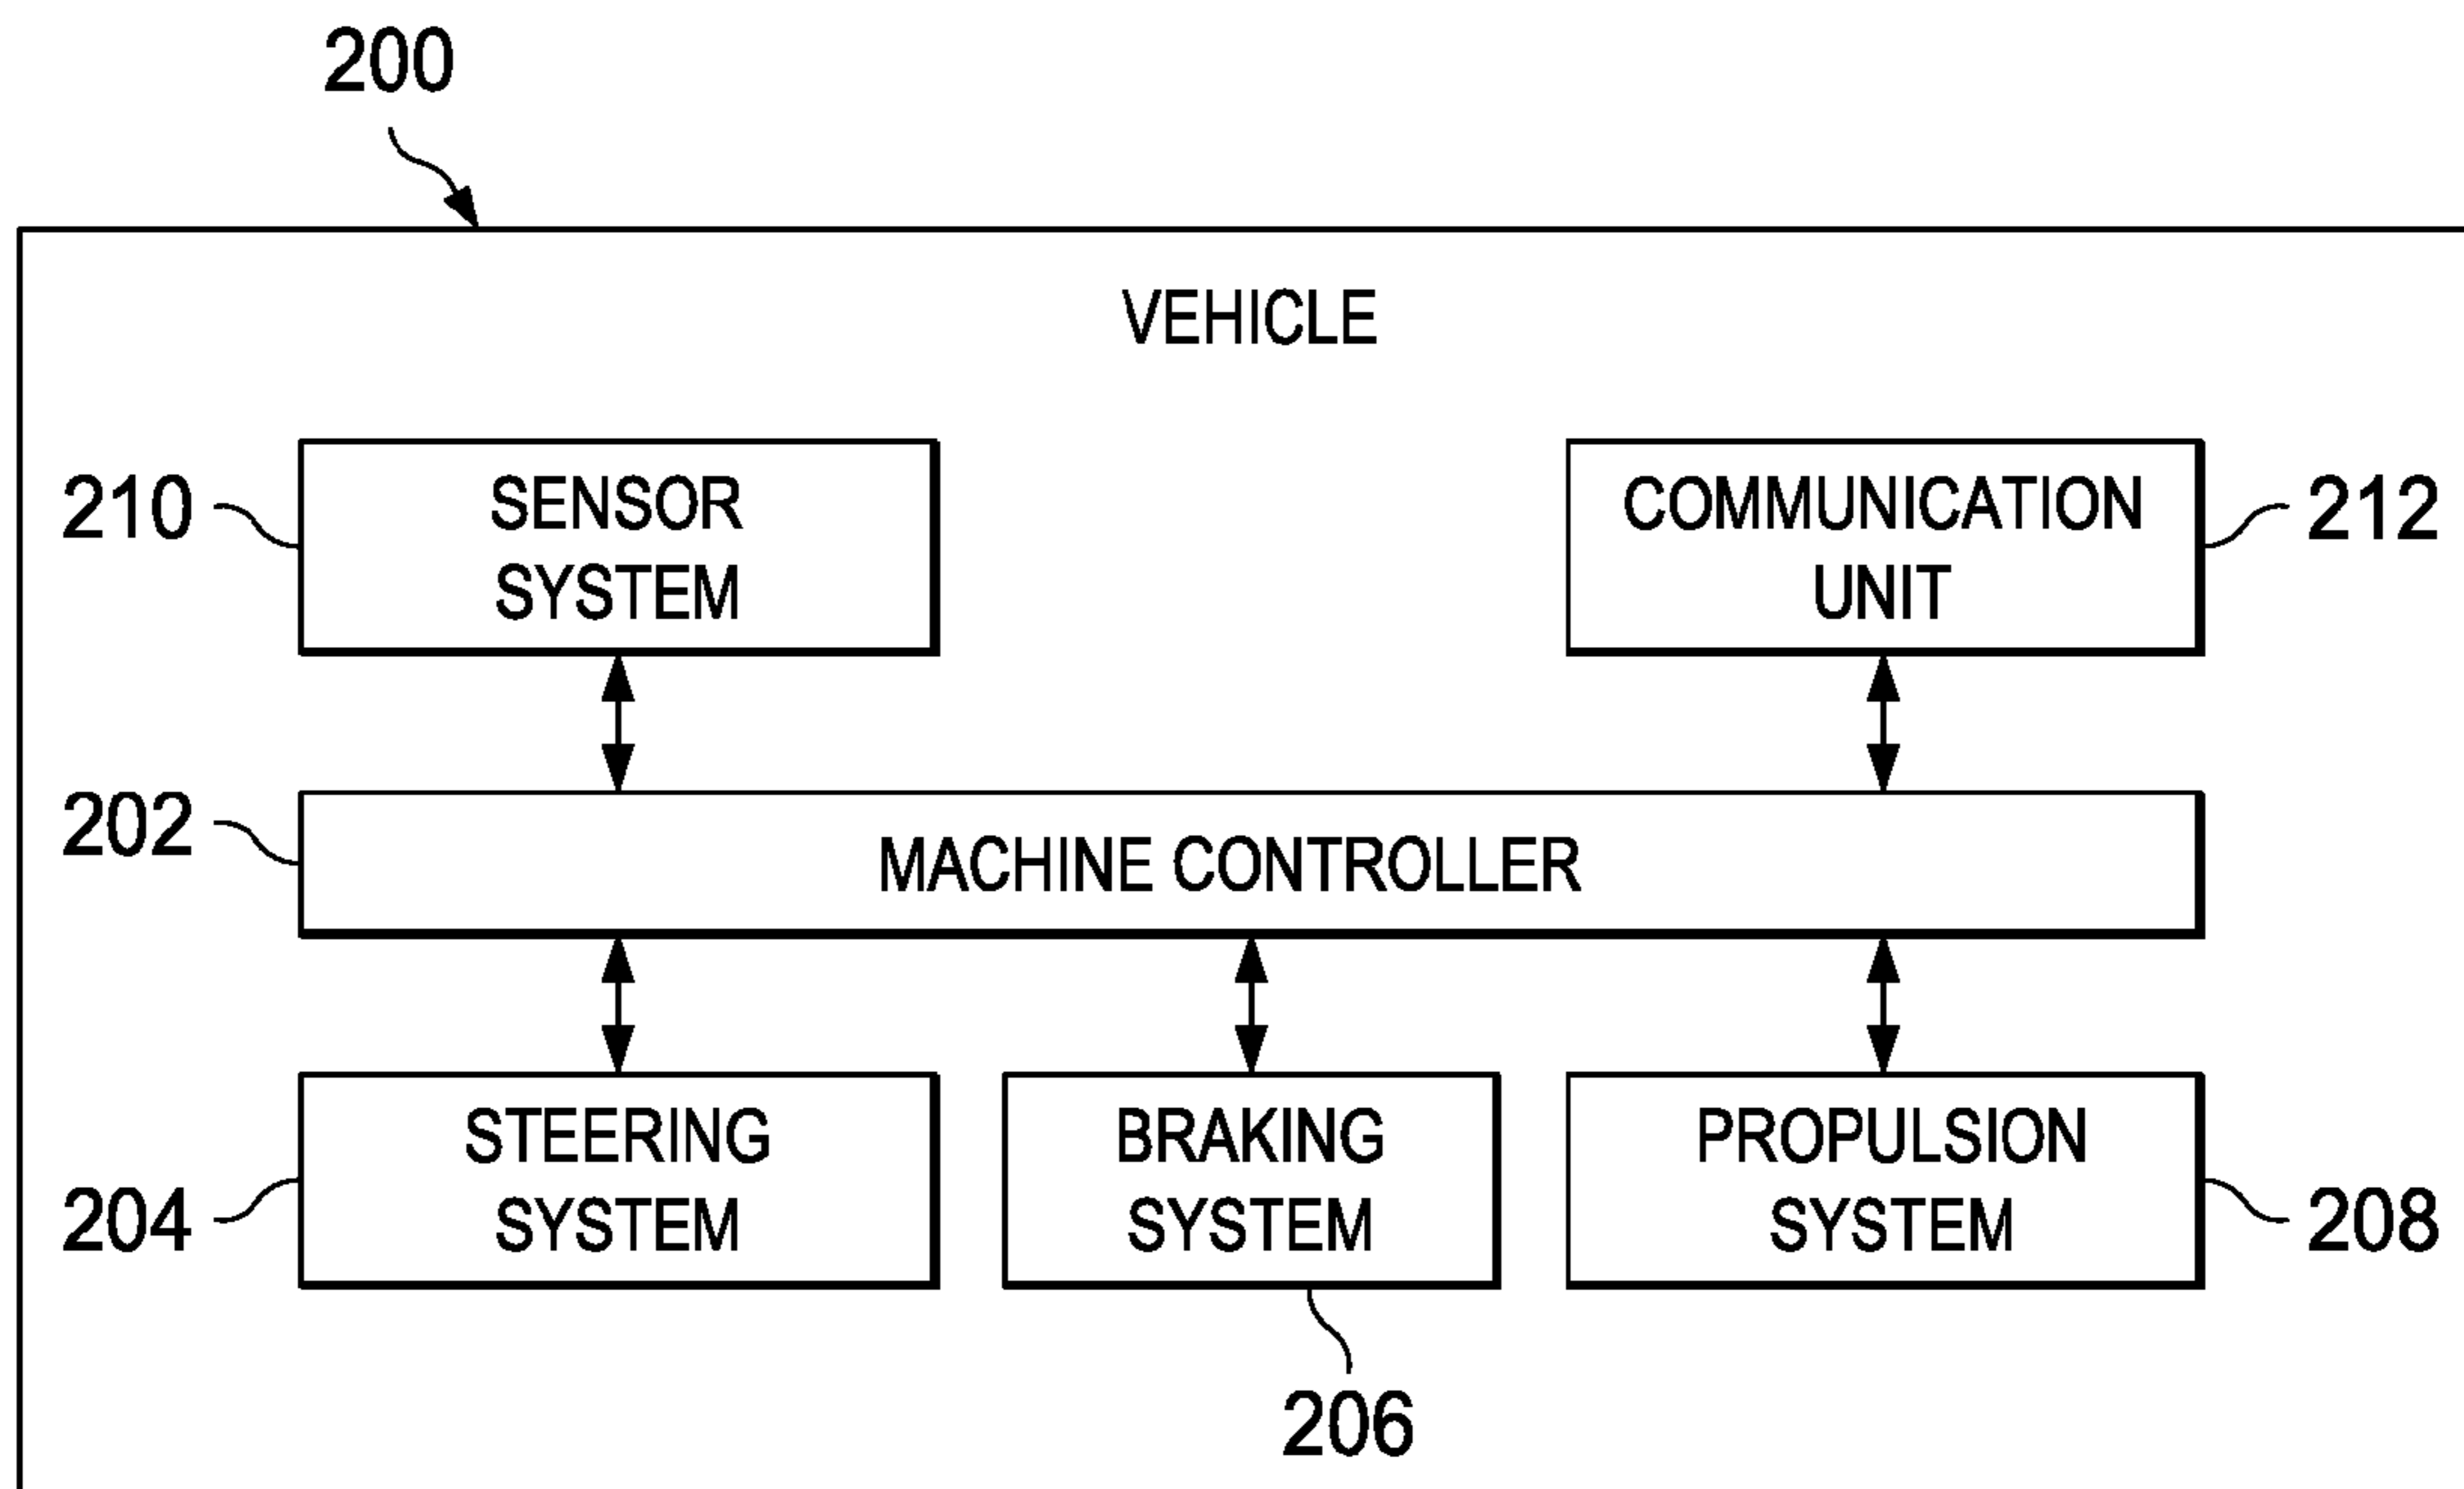 200
VEHICLE
210
SENSOR
SYSTEM
COMMUNICATION
UNIT
212
202
MACHINE CONTROLLER
204
STEERING
SYSTEM
BRAKING
SYSTEM
PROPULSION
SYSTEM
208
206